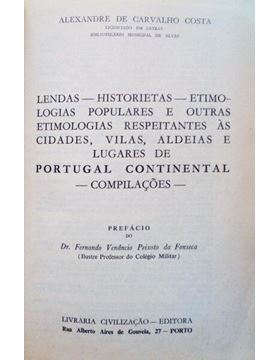 ALEXANDRE DE CARVALHO COSTA
LICENCIADO EM LETRAS
BIBLIOTECÁRIO MUNICIPAL DE ELVAS
LENDAS — HISTORIETAS — ETIMO-
LOGIAS POPULARES E OUTRAS
ETIMOLOGIAS RESPEITANTES ÀS
CIDADES, VILAS, ALDEIAS E
LUGARES DE
PORTUGAL CONTINENTAL
— COMPILAÇÕES —
PREFÁCIO
DO
Dr. Fernando Venâncio Peixoto da Fonseca
(Ilustre Professor do Colégio Militar)
LIVRARIA CIVILIZAÇÃO — EDITORA
Rua Alberto Aires de Gouveia, 27 — PORTO